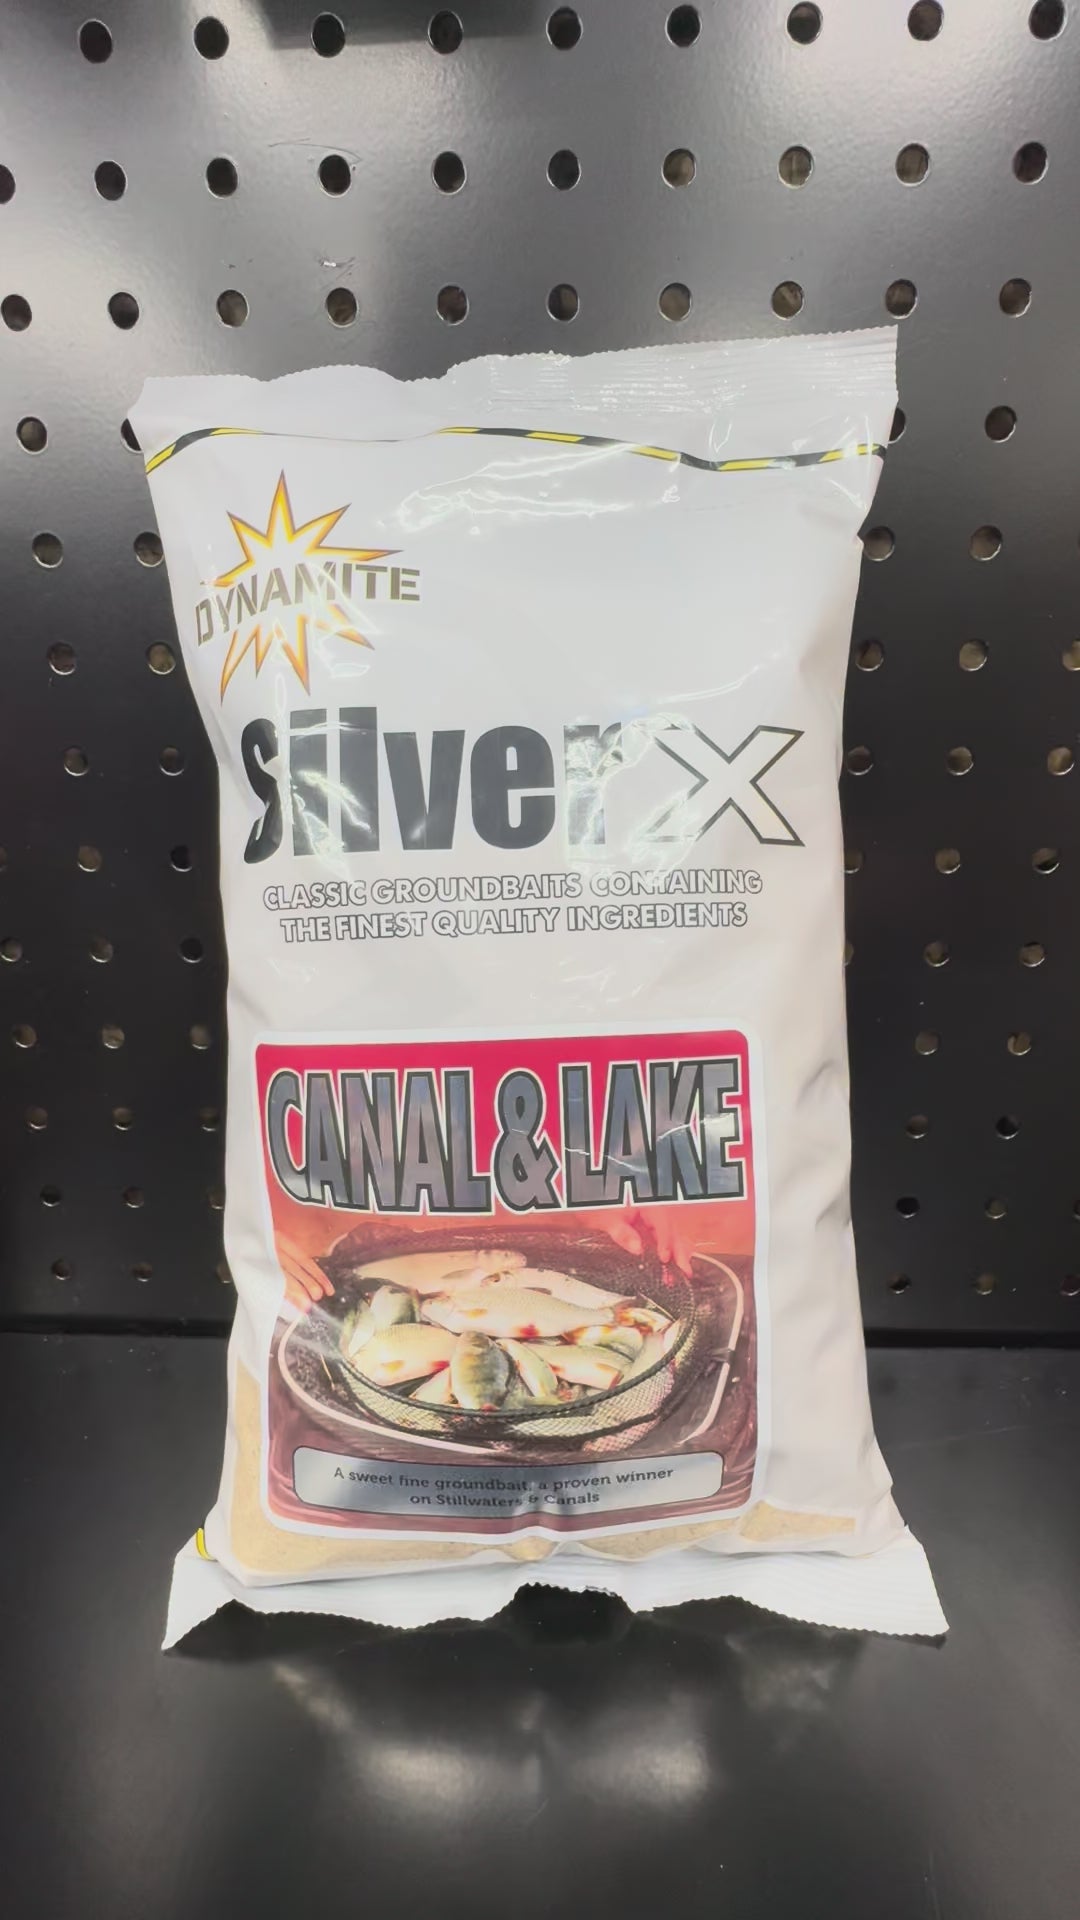 DYNAMITE
Silver X
CLASSIC GROUNDBAITS CONTAINING
THE FINEST QUALITY INGREDIENTS
CANAL & LAKE
A sweet fine groundbait, a proven winner
on Stillwaters & Canals